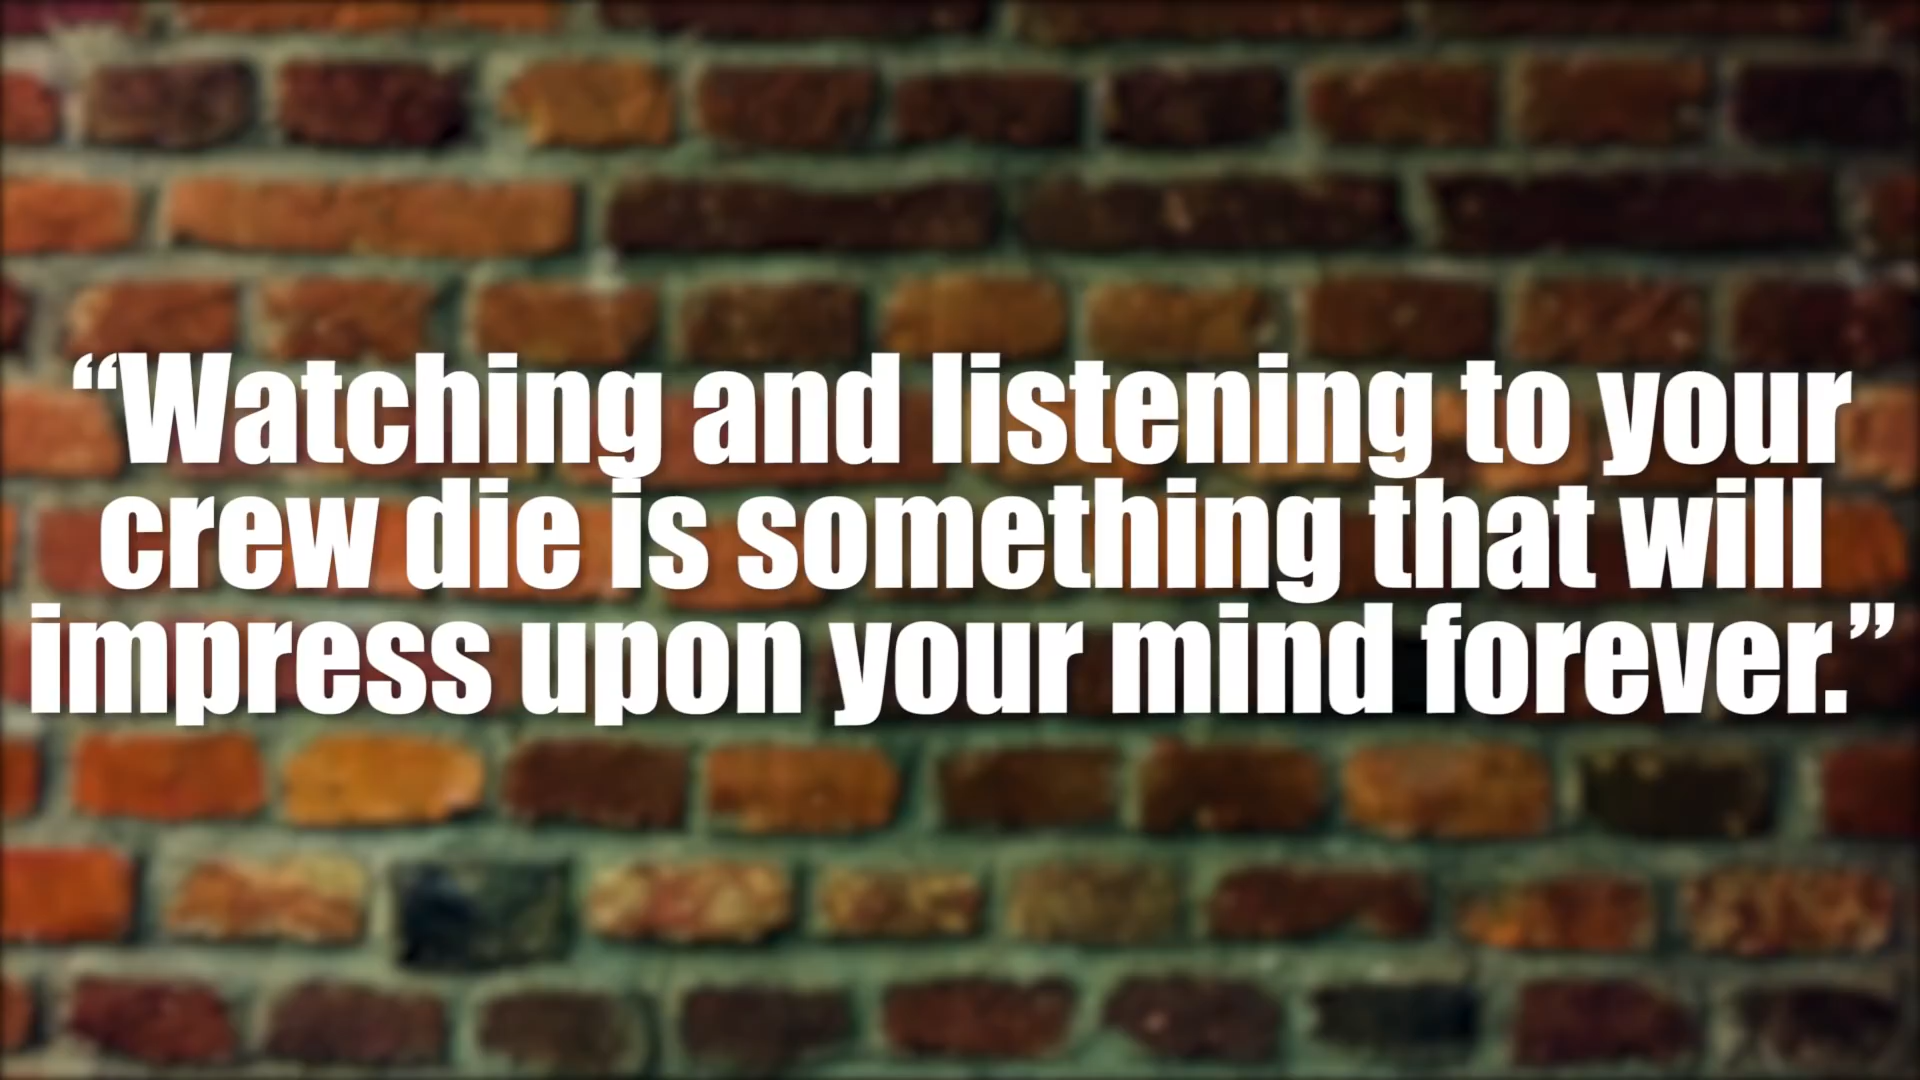 “Watching and listening to your
crew die is something that will
impress upon your mind forever.”